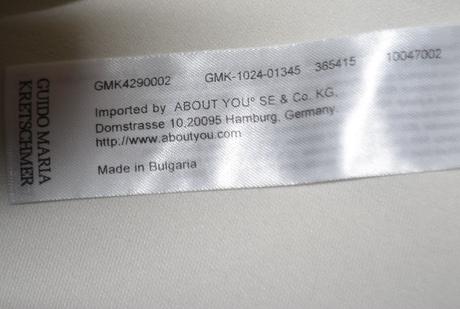 GUIDO MARIA
KRETSCHMER
GMK4290002 GMK-1024-01345 365415 10047002
Imported by ABOUT YOU° SE & Co. KG,
Domstrasse 10,20095 Hamburg, Germany.
http://www.aboutyou.com
Made in Bulgaria